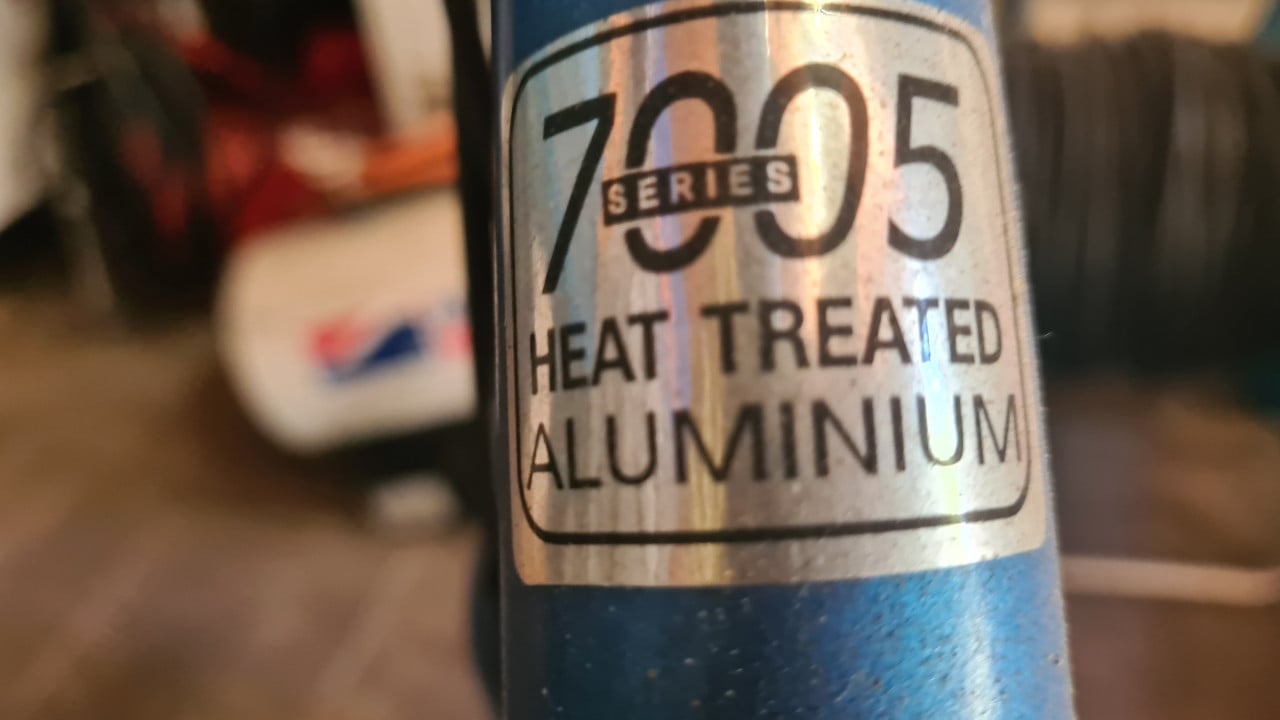 7005
SERIES
HEAT TREATED
ALUMINIUM